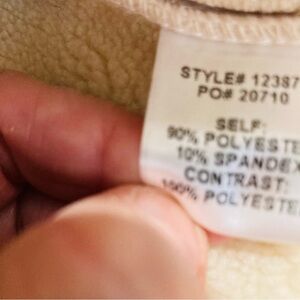 STYLE# 12387
PO# 20710
SELF:
90% POLYESTE
10% SPANDEX
CONTRAST:
100% POLYESTE